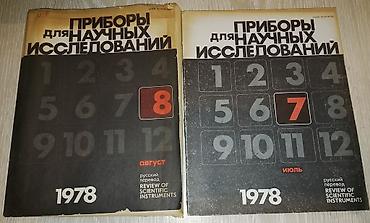 ПРИБОРЫ
для НАУЧНЫХ
ИССЛЕДОВАНИЙ
1 2 3 4
5 6 7 8
9 10 11 12
август
русский
перевод
REVIEW OF
SCIENTIFIC
INSTRUMENTS
1978
ПРИБОРЫ
для НАУЧНЫХ
ИССЛЕДОВАНИЙ
1 2 3 4
5 6 7 8
9 10 11 12
июль
русский
перевод
REVIEW OF
SCIENTIFIC
INSTRUMENTS
1978